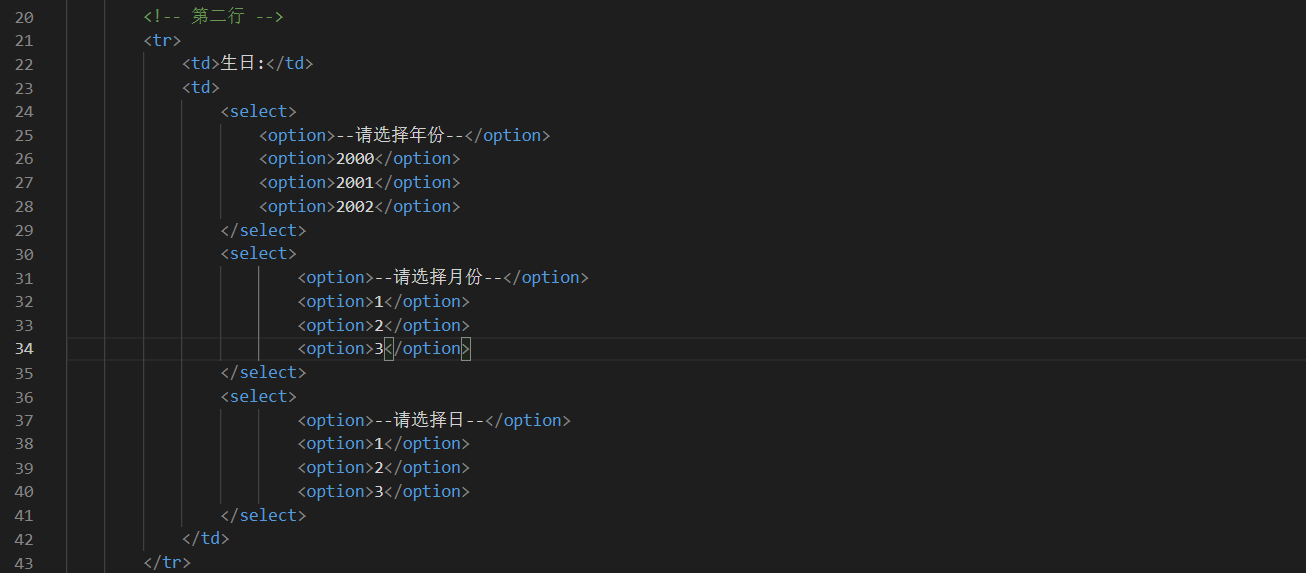 20 <!-- 第二行 -->
21 <tr>
22 <td>生日:</td>
23 <td>
24 <select>
25 <option>--请选择年份--</option>
26 <option>2000</option>
27 <option>2001</option>
28 <option>2002</option>
29 </select>
30 <select>
31 <option>--请选择月份--</option>
32 <option>1</option>
33 <option>2</option>
34 <option>3</option>
35 </select>
36 <select>
37 <option>--请选择日--</option>
38 <option>1</option>
39 <option>2</option>
40 <option>3</option>
41 </select>
42 </td>
43 </tr>